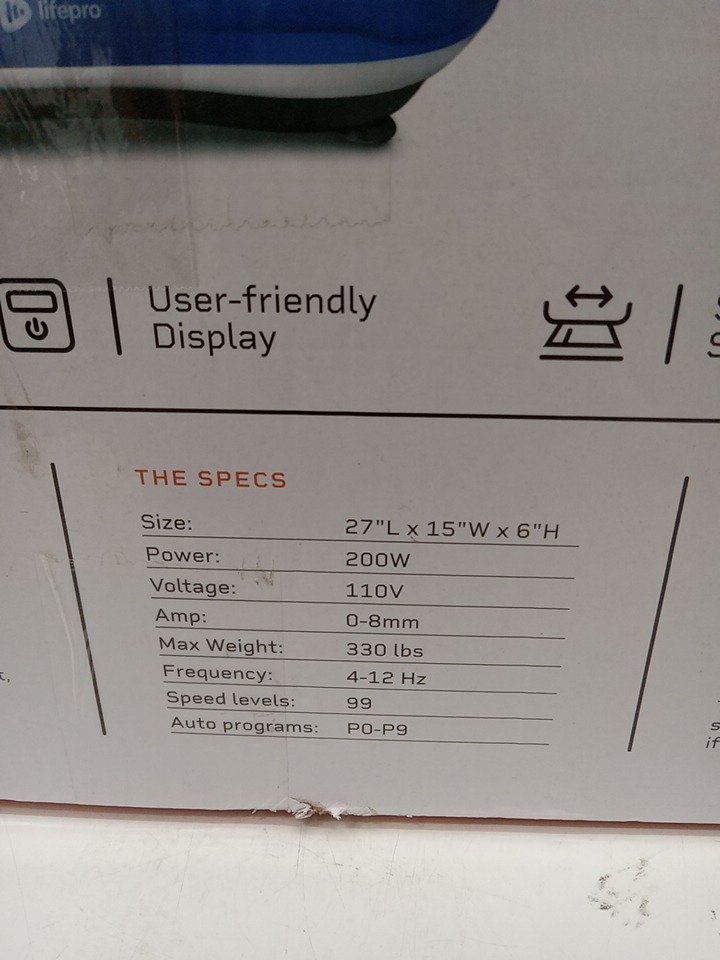 lifepro
User-friendly
Display
THE SPECS
Size: 27"L x 15"W x 6"H
Power: 200W
Voltage: 110V
Amp: 0-8mm
Max Weight: 330 lbs
Frequency: 4-12 Hz
Speed levels: 99
Auto programs: P0-P9
if